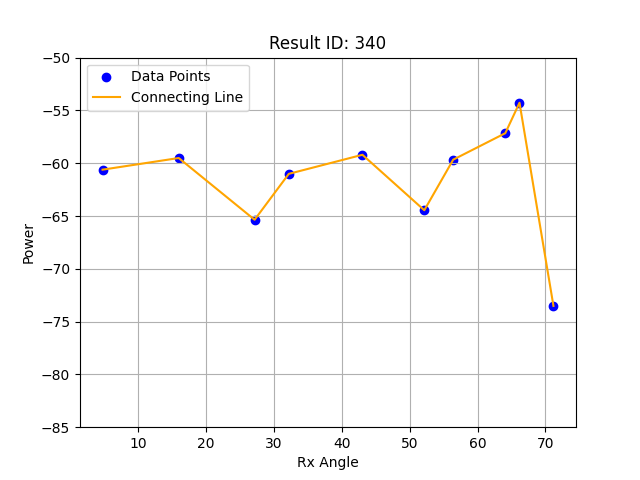 Result ID: 340
Data Points
Connecting Line
Power
−50
−55
−60
−65
−70
−75
−80
−85
10 20 30 40 50 60 70
Rx Angle